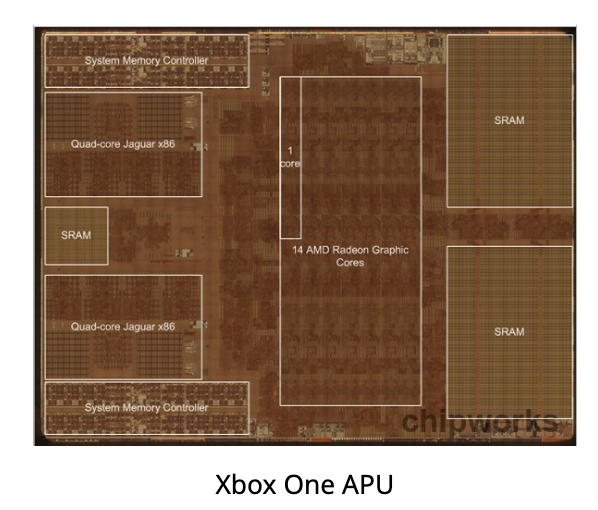 System Memory Controller
Quad-core Jaguar x86
SRAM
Quad-core Jaguar x86
System Memory Controller
1
core
14 AMD Radeon Graphic
Cores
SRAM
SRAM
chipworks
Xbox One APU